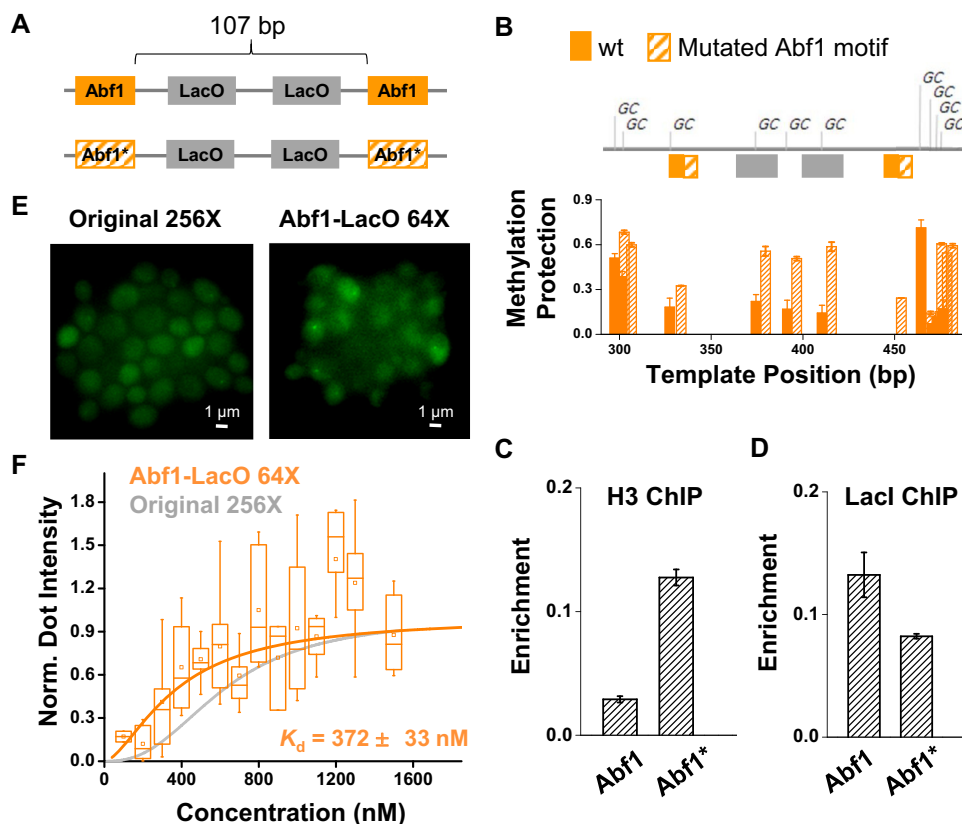 A
107 bp
Abf1 LacO LacO Abf1
Abf1* LacO LacO Abf1*
B
wt Mutated Abf1 motif
GC GC GC GC GC GC GC GC GC GC
Methylation Protection
0.9
0.6
0.3
0.0
300 350 400 450
Template Position (bp)
E
Original 256X Abf1-LacO 64X
1 μm 1 μm
F
Abf1-LacO 64X
Original 256X
Norm. Dot Intensity
1.8
1.5
1.2
0.9
0.6
0.3
0.0
Kd = 372 ± 33 nM
0 400 800 1200 1600
Concentration (nM)
C
H3 ChIP
Enrichment
0.2
0.1
0.0
Abf1 Abf1*
D
LacI ChIP
Enrichment
0.2
0.1
0.0
Abf1 Abf1*